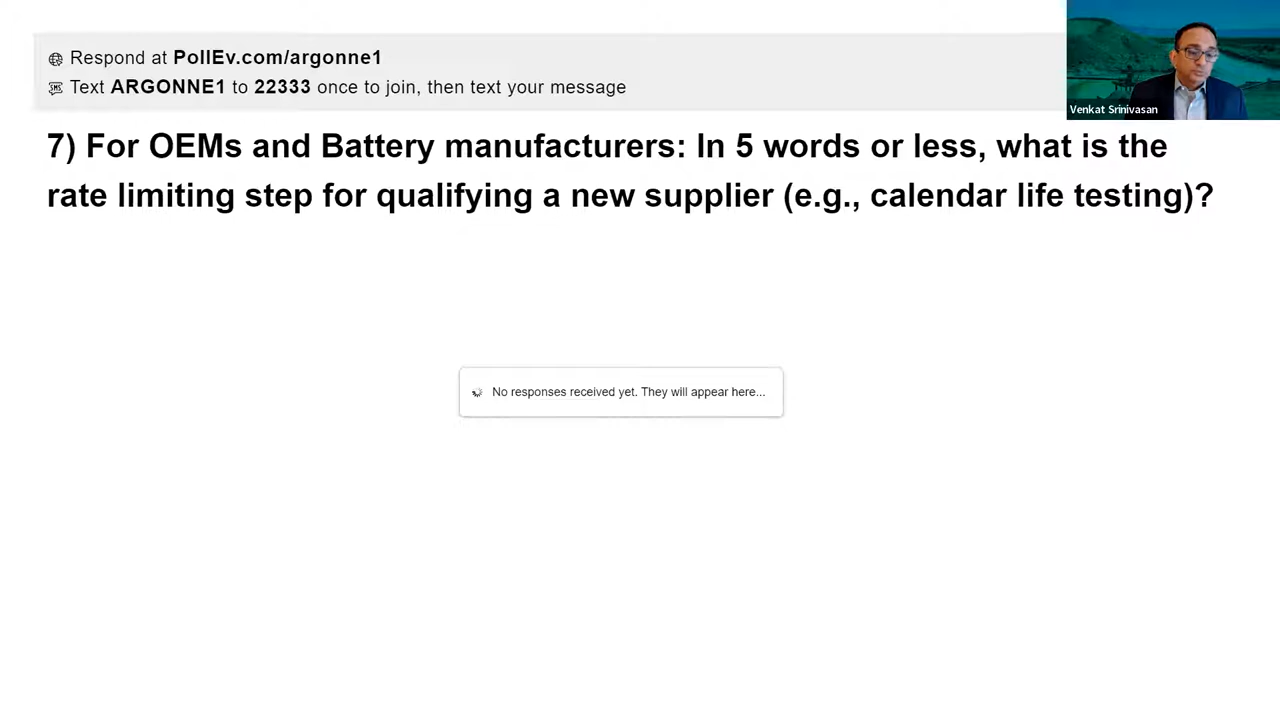 Respond at PollEv.com/argonne1
Text ARGONNE1 to 22333 once to join, then text your message
Venkat Srinivasan
7) For OEMs and Battery manufacturers: In 5 words or less, what is the
rate limiting step for qualifying a new supplier (e.g., calendar life testing)?
No responses received yet. They will appear here...